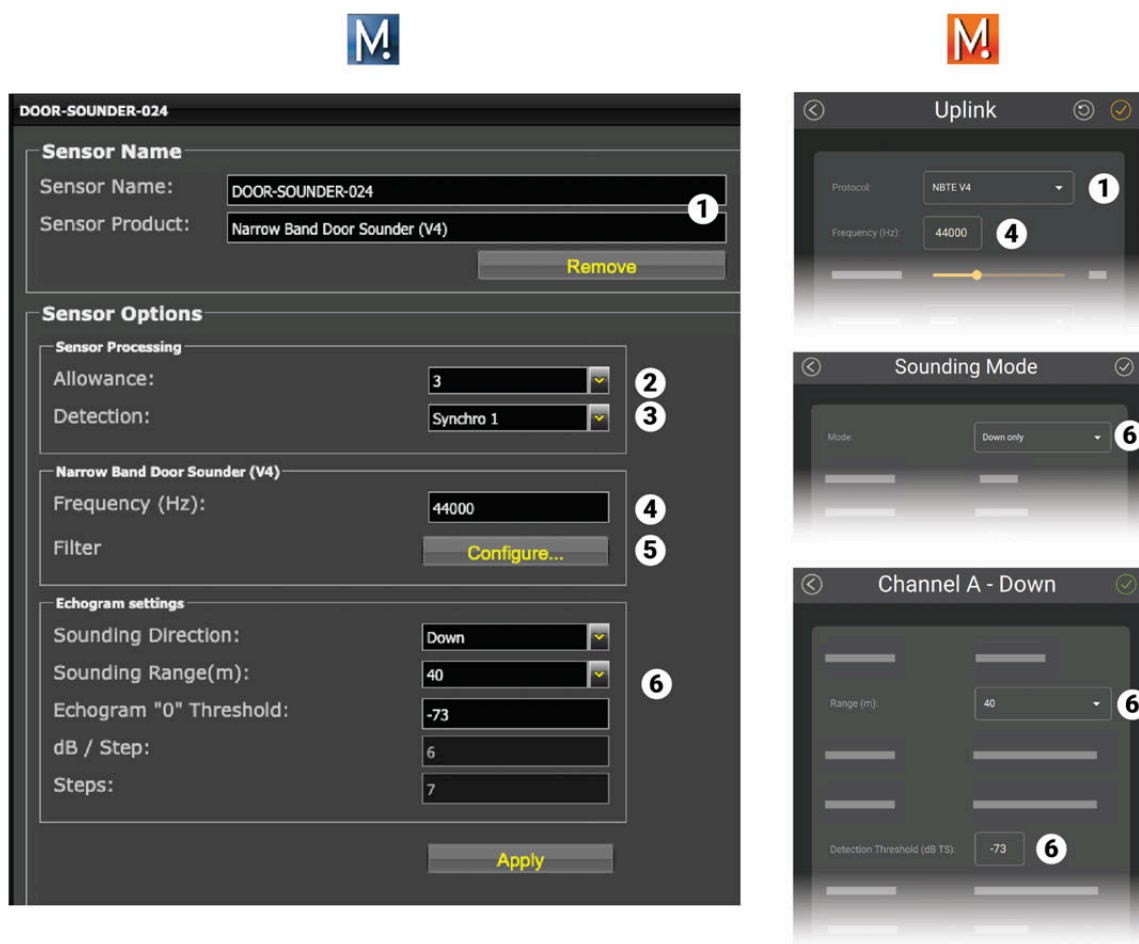 M.
M.
DOOR-SOUNDER-024
Sensor Name
Sensor Name: DOOR-SOUNDER-024
1
Sensor Product: Narrow Band Door Sounder (V4)
Remove
Sensor Options
Sensor Processing
Allowance: 3 2
Detection: Synchro 1 3
Narrow Band Door Sounder (V4)
Frequency (Hz): 44000 4
Filter Configure... 5
Echogram settings
Sounding Direction: Down
Sounding Range(m): 40
6
Echogram "0" Threshold: -73
dB / Step: 6
Steps: 7
Apply
Uplink
Protocol: NBTE V4 1
Frequency (Hz): 44000 4
Sounding Mode
Mode: Down only 6
Channel A - Down
Range (m): 40 6
Detection Threshold (dB TS): -73 6